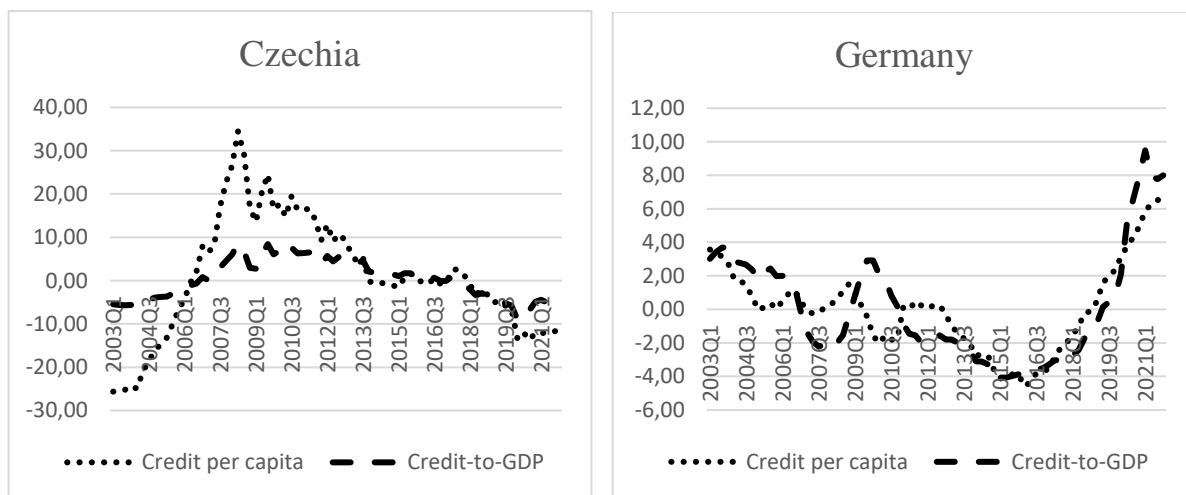 Czechia
40,00
30,00
20,00
10,00
0,00
-10,00
-20,00
-30,00
2003Q1
2004Q3
2006Q1
2007Q3
2009Q1
2010Q3
2012Q1
2013Q3
2015Q1
2016Q3
2018Q1
2019Q3
2021Q1
Credit per capita
Credit-to-GDP
Germany
12,00
10,00
8,00
6,00
4,00
2,00
0,00
-2,00
-4,00
-6,00
2003Q1
2004Q3
2006Q1
2007Q3
2009Q1
2010Q3
2012Q1
2013Q3
2015Q1
2016Q3
2018Q1
2019Q3
2021Q1
Credit per capita
Credit-to-GDP